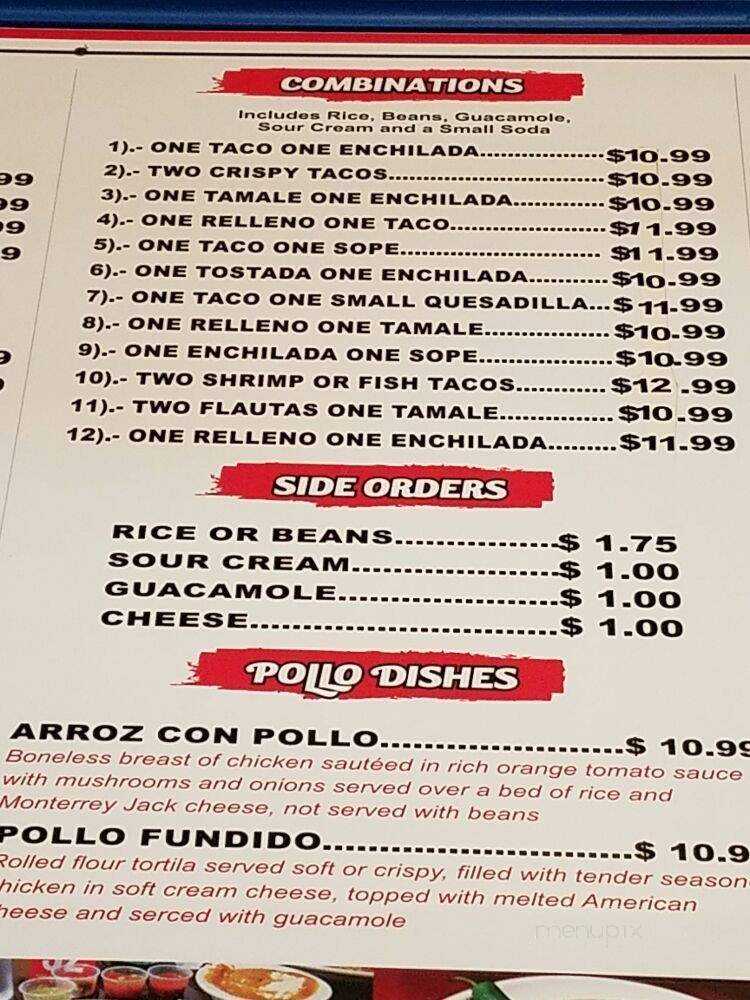 COMBINATIONS
Includes Rice, Beans, Guacamole,
Sour Cream and a Small Soda
1).- ONE TACO ONE ENCHILADA...................$10.99
2).- TWO CRISPY TACOS.................................$10.99
3).- ONE TAMALE ONE ENCHILADA..............$10.99
4).- ONE RELLENO ONE TACO........................$11.99
5).- ONE TACO ONE SOPE............................... $11.99
6).- ONE TOSTADA ONE ENCHILADA............$10.99
7).- ONE TACO ONE SMALL QUESADILLA...$ 11.99
8).- ONE RELLENO ONE TAMALE...................$10.99
9).- ONE ENCHILADA ONE SOPE....................$10.99
10).- TWO SHRIMP OR FISH TACOS.............$12.99
11).- TWO FLAUTAS ONE TAMALE................$10.99
12).- ONE RELLENO ONE ENCHILADA.........$11.99
SIDE ORDERS
RICE OR BEANS.................$ 1.75
SOUR CREAM......................$ 1.00
GUACAMOLE.......................$ 1.00
CHEESE................................$ 1.00
POLLO DISHES
ARROZ CON POLLO........................$ 10.99
Boneless breast of chicken sautéed in rich orange tomato sauce
with mushrooms and onions served over a bed of rice and
Monterrey Jack cheese, not served with beans
POLLO FUNDIDO...............................$ 10.9
Rolled flour tortila served soft or crispy, filled with tender season
hicken in soft cream cheese, topped with melted American
heese and serced with guacamole
menupix